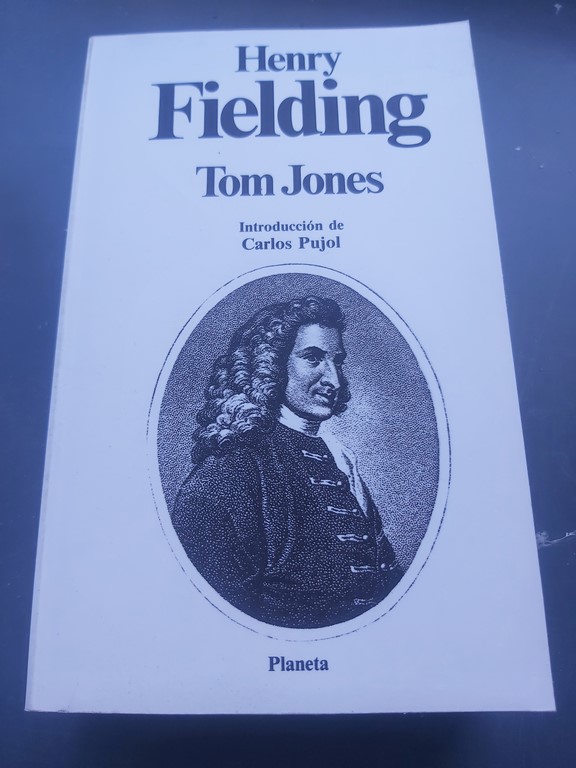 Henry
Fielding
Tom Jones
Introducción de
Carlos Pujol
Planeta